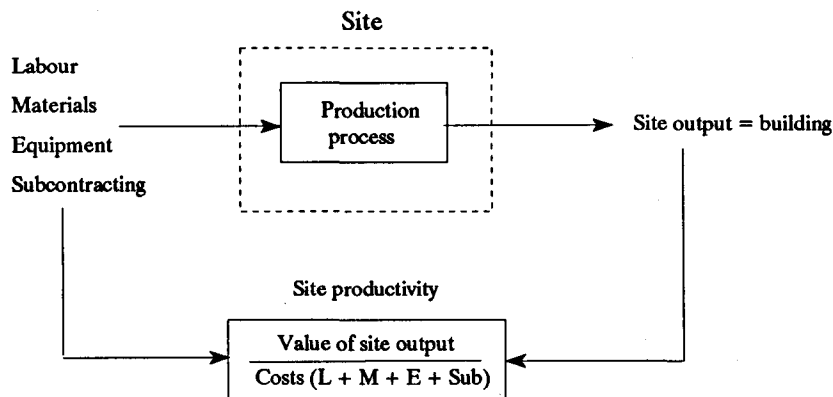 Site
Labour
Materials
Equipment
Subcontracting
Production
process
Site output = building
Site productivity
Value of site output
Costs (L + M + E + Sub)